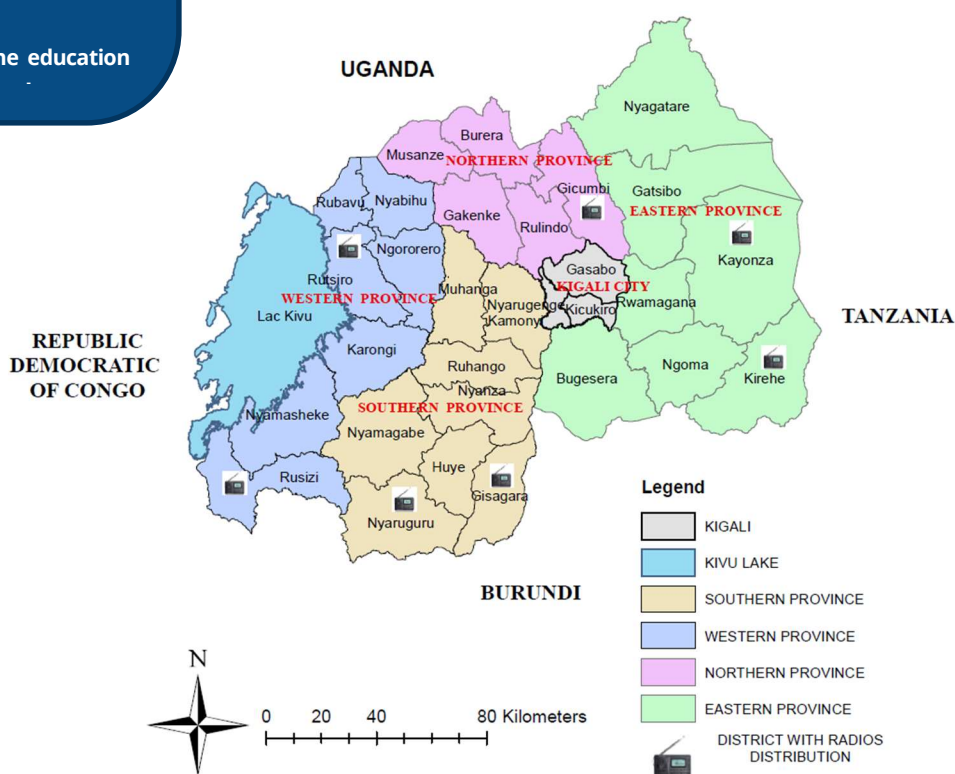 ne education
-
UGANDA
Nyagatare
Burera
Musanze
NORTHERN PROVINCE
Gicumbi
Gatsibo
Rubavu
Nyabihu
Gakenke
Rulindo
EASTERN PROVINCE
Ngororero
Kayonza
Gasabo
Rutsiro
Muhanga
KIGALI CITY
WESTERN PROVINCE
Nyarugenge
Kicukiro
Rwamagana
Lac Kivu
Kamony
TANZANIA
REPUBLIC
DEMOCRATIC
OF CONGO
Karongi
Ruhango
Bugesera
Ngoma
Kirehe
Nyanza
SOUTHERN PROVINCE
Nyamasheke
Nyamagabe
Huye
Rusizi
Gisagara
Nyaruguru
BURUNDI
Legend
KIGALI
KIVU LAKE
SOUTHERN PROVINCE
WESTERN PROVINCE
NORTHERN PROVINCE
EASTERN PROVINCE
DISTRICT WITH RADIOS
DISTRIBUTION
N
0 20 40 80 Kilometers